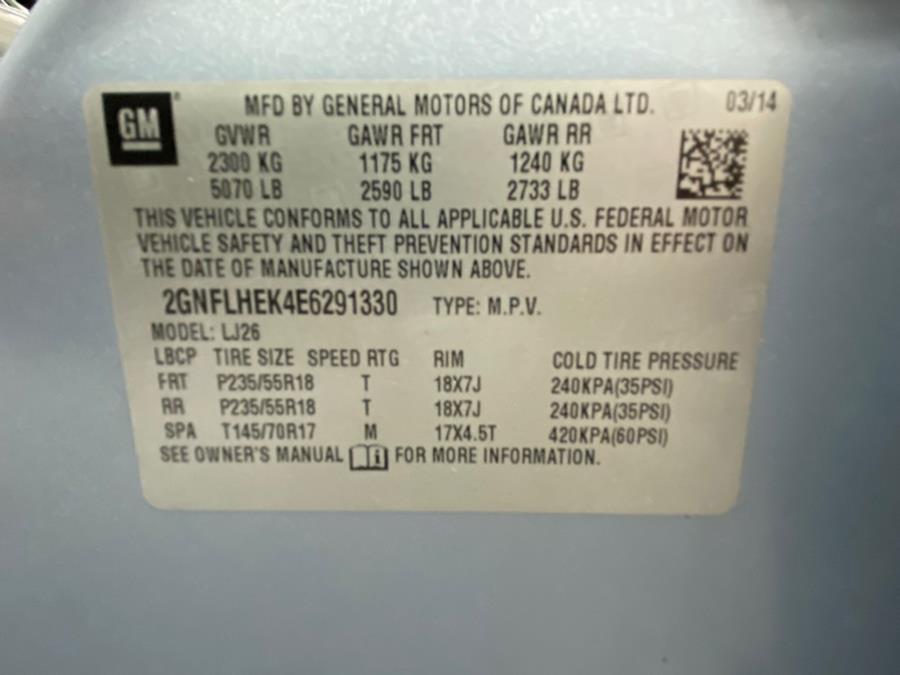 GM MFD BY GENERAL MOTORS OF CANADA LTD. 03/14
GVWR GAWR FRT GAWR RR
2300 KG 1175 KG 1240 KG
5070 LB 2590 LB 2733 LB
THIS VEHICLE CONFORMS TO ALL APPLICABLE U.S. FEDERAL MOTOR
VEHICLE SAFETY AND THEFT PREVENTION STANDARDS IN EFFECT ON
THE DATE OF MANUFACTURE SHOWN ABOVE.
2GNFLHEK4E6291330 TYPE: M.P.V.
MODEL: LJ26
LBCP TIRE SIZE SPEED RTG RIM COLD TIRE PRESSURE
FRT P235/55R18 T 18X7J 240KPA(35PSI)
RR P235/55R18 T 18X7J 240KPA(35PSI)
SPA T145/70R17 M 17X4.5T 420KPA(60PSI)
SEE OWNER'S MANUAL i FOR MORE INFORMATION.